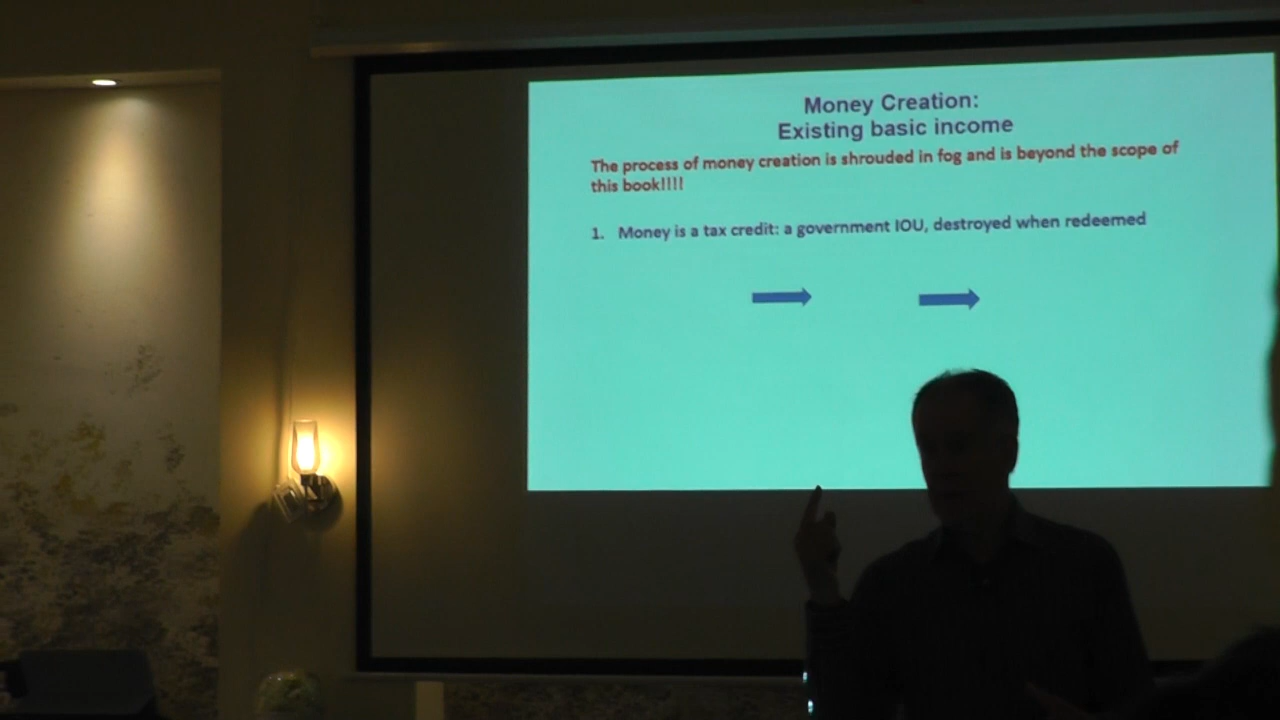 Money Creation:
Existing basic income
The process of money creation is shrouded in fog and is beyond the scope of
this book!!!!
1. Money is a tax credit: a government IOU, destroyed when redeemed